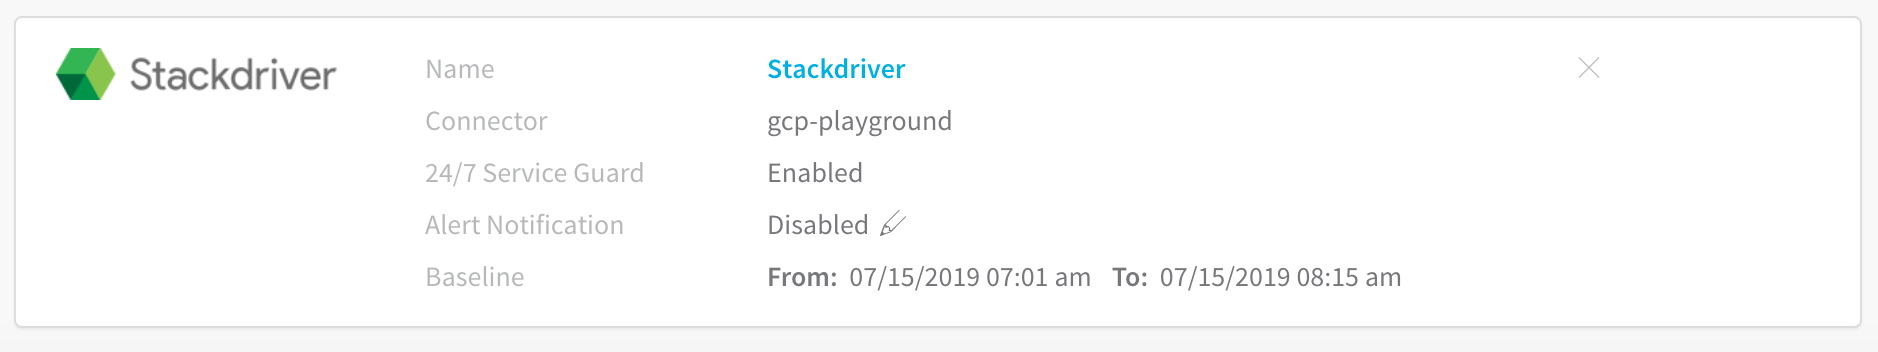 Stackdriver
Name Stackdriver
Connector gcp-playground
24/7 Service Guard Enabled
Alert Notification Disabled
Baseline From: 07/15/2019 07:01 am To: 07/15/2019 08:15 am